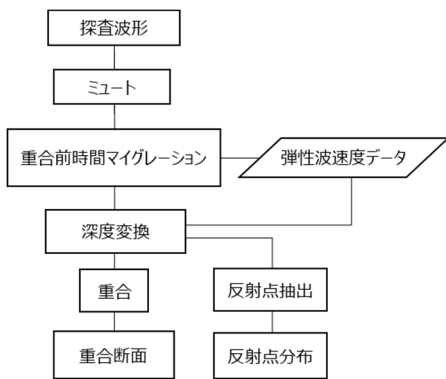 探査波形
ミュート
重合前時間マイグレーション
弾性波速度データ
深度変換
重合
反射点抽出
重合断面
反射点分布